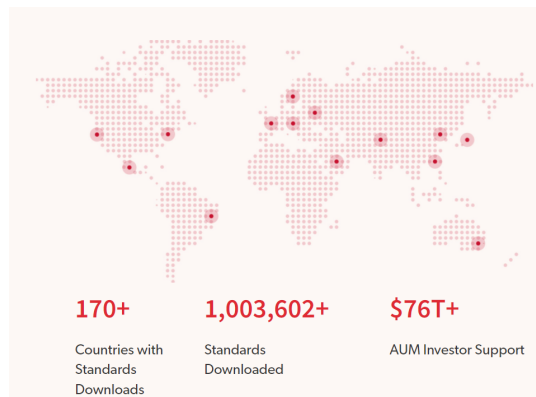 170+
Countries with
Standards
Downloads
1,003,602+
Standards
Downloaded
$76T+
AUM Investor Support